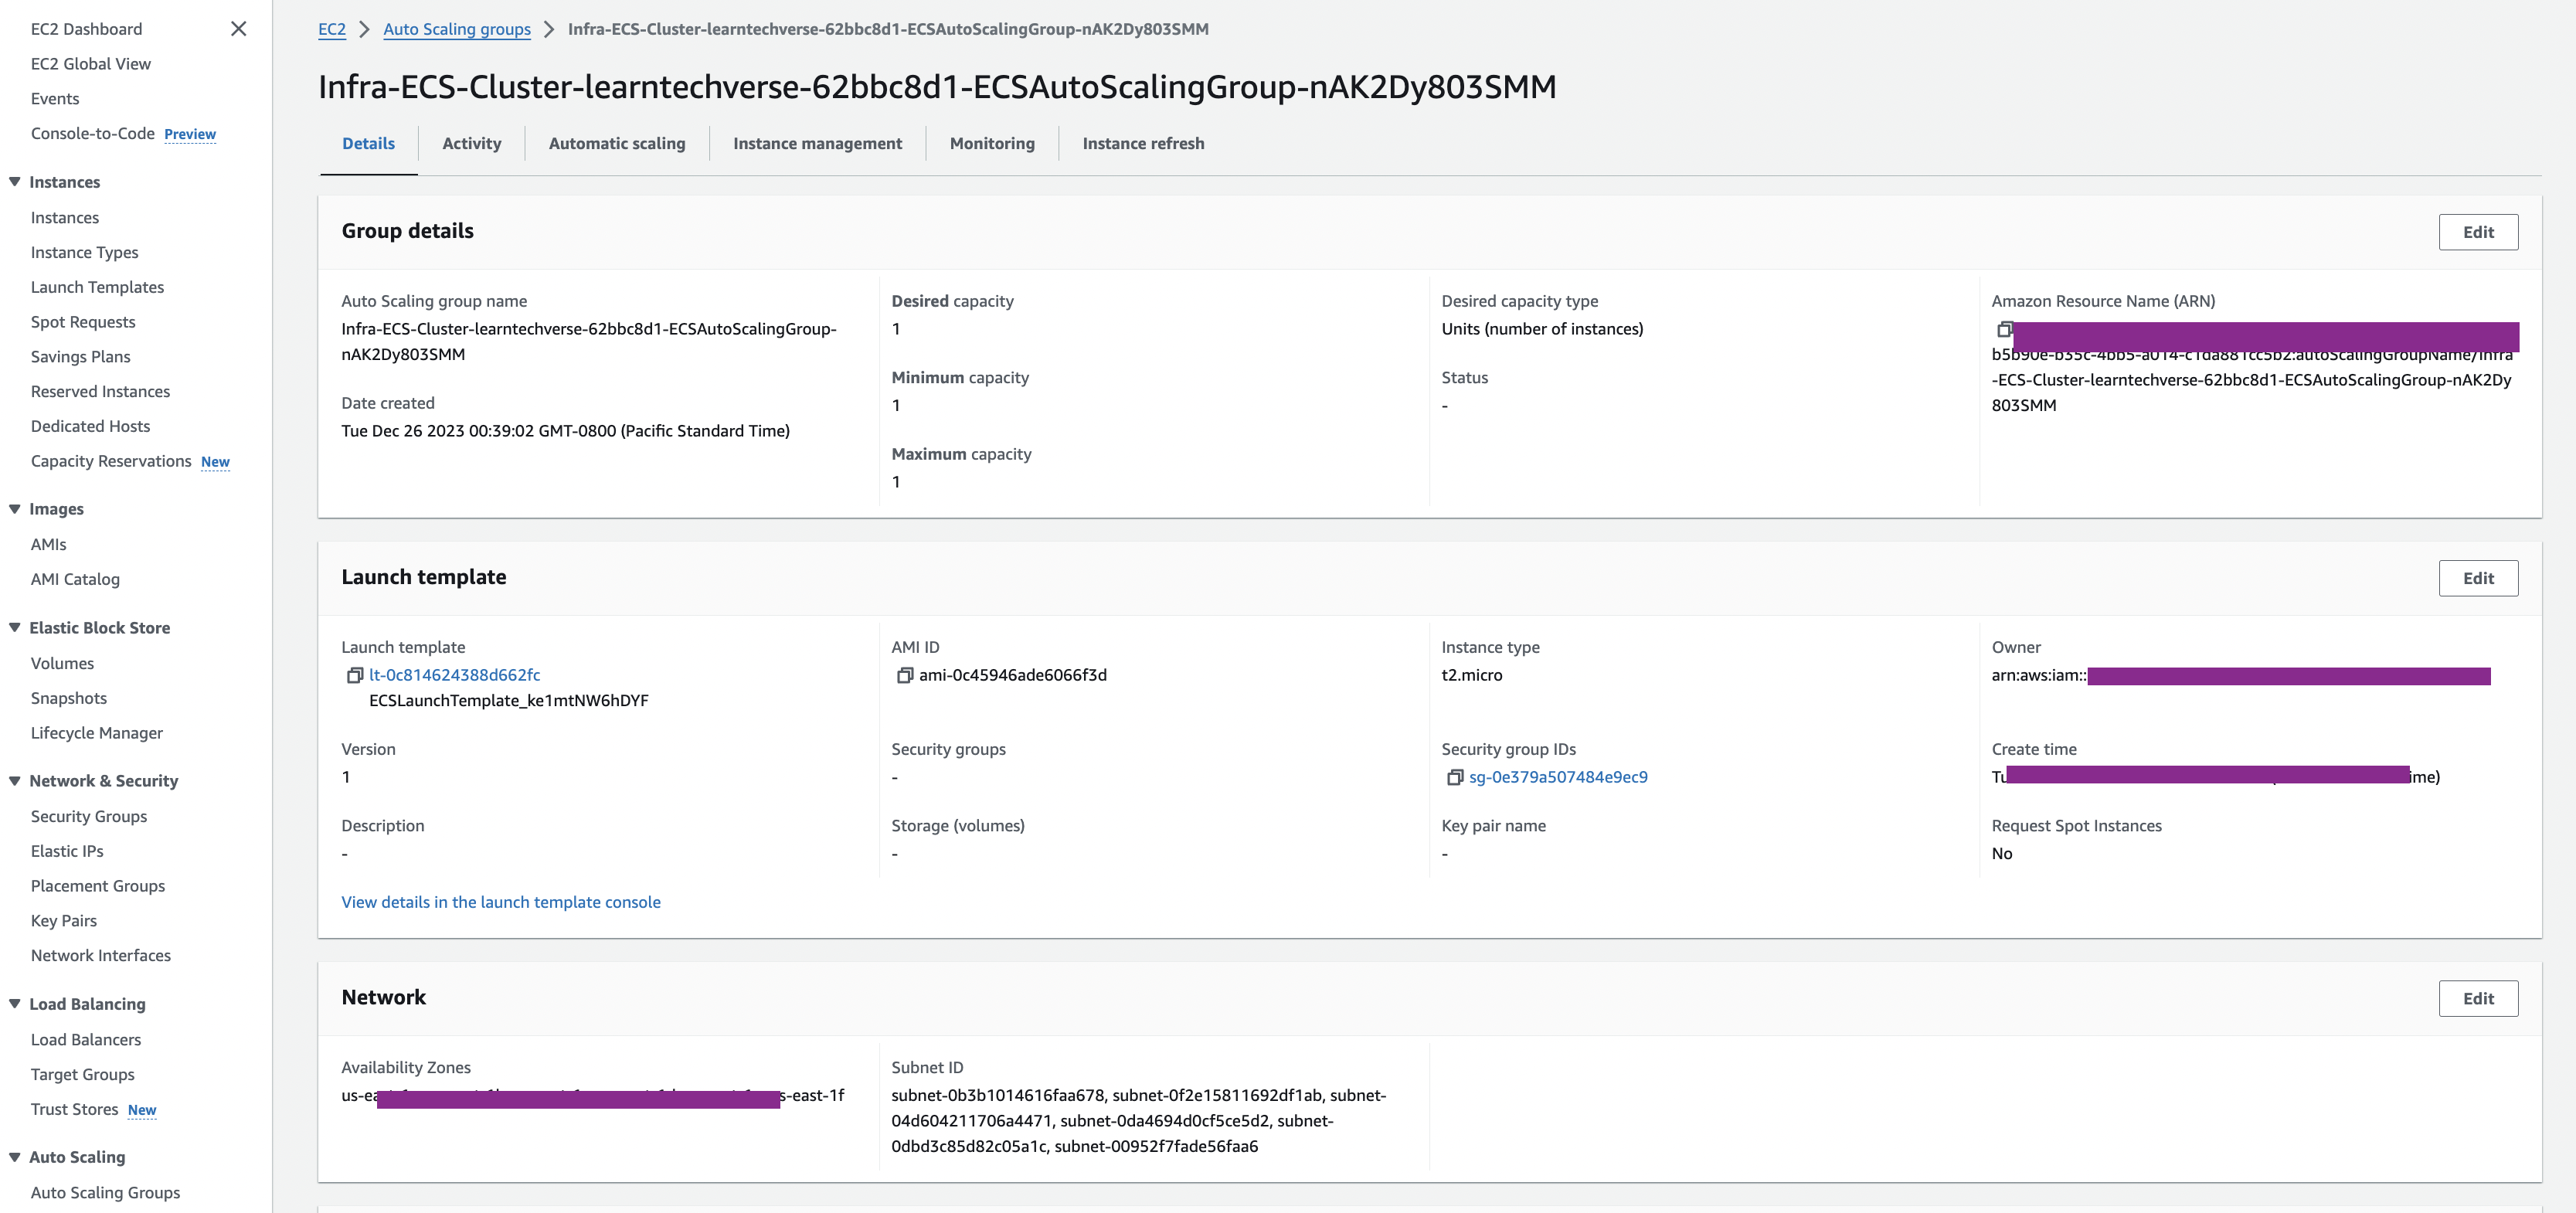 EC2 Dashboard
EC2 Global View
Events
Console-to-Code Preview
Instances
Instances
Instance Types
Launch Templates
Spot Requests
Savings Plans
Reserved Instances
Dedicated Hosts
Capacity Reservations New
Images
AMIs
AMI Catalog
Elastic Block Store
Volumes
Snapshots
Lifecycle Manager
Network & Security
Security Groups
Elastic IPs
Placement Groups
Key Pairs
Network Interfaces
Load Balancing
Load Balancers
Target Groups
Trust Stores New
Auto Scaling
Auto Scaling Groups
EC2 > Auto Scaling groups > Infra-ECS-Cluster-learntechverse-62bbc8d1-ECSAutoScalingGroup-nAK2Dy803SMM
Infra-ECS-Cluster-learntechverse-62bbc8d1-ECSAutoScalingGroup-nAK2Dy803SMM
Details Activity Automatic scaling Instance management Monitoring Instance refresh
Group details Edit
Auto Scaling group name
Infra-ECS-Cluster-learntechverse-62bbc8d1-ECSAutoScalingGroup-
nAK2Dy803SMM
Date created
Tue Dec 26 2023 00:39:02 GMT-0800 (Pacific Standard Time)
Desired capacity
1
Minimum capacity
1
Maximum capacity
1
Desired capacity type
Units (number of instances)
Status
-
Amazon Resource Name (ARN)
b5b90e-b35c-4bb5-a014-c1da881cc5b2:autoScalingGroupName/Infra
-ECS-Cluster-learntechverse-62bbc8d1-ECSAutoScalingGroup-nAK2Dy
803SMM
Launch template Edit
Launch template
lt-0c814624388d662fc
ECSLaunchTemplate_ke1mtNW6hDYF
Version
1
Description
-
View details in the launch template console
AMI ID
ami-0c45946ade6066f3d
Security groups
-
Storage (volumes)
-
Instance type
t2.micro
Security group IDs
sg-0e379a507484e9ec9
Key pair name
-
Owner
arn:aws:iam::
Create time
Tu ime)
Request Spot Instances
No
Network Edit
Availability Zones
us-ea s-east-1f
Subnet ID
subnet-0b3b1014616faa678, subnet-0f2e15811692df1ab, subnet-
04d604211706a4471, subnet-0da4694d0cf5ce5d2, subnet-
0dbd3c85d82c05a1c, subnet-00952f7fade56faa6